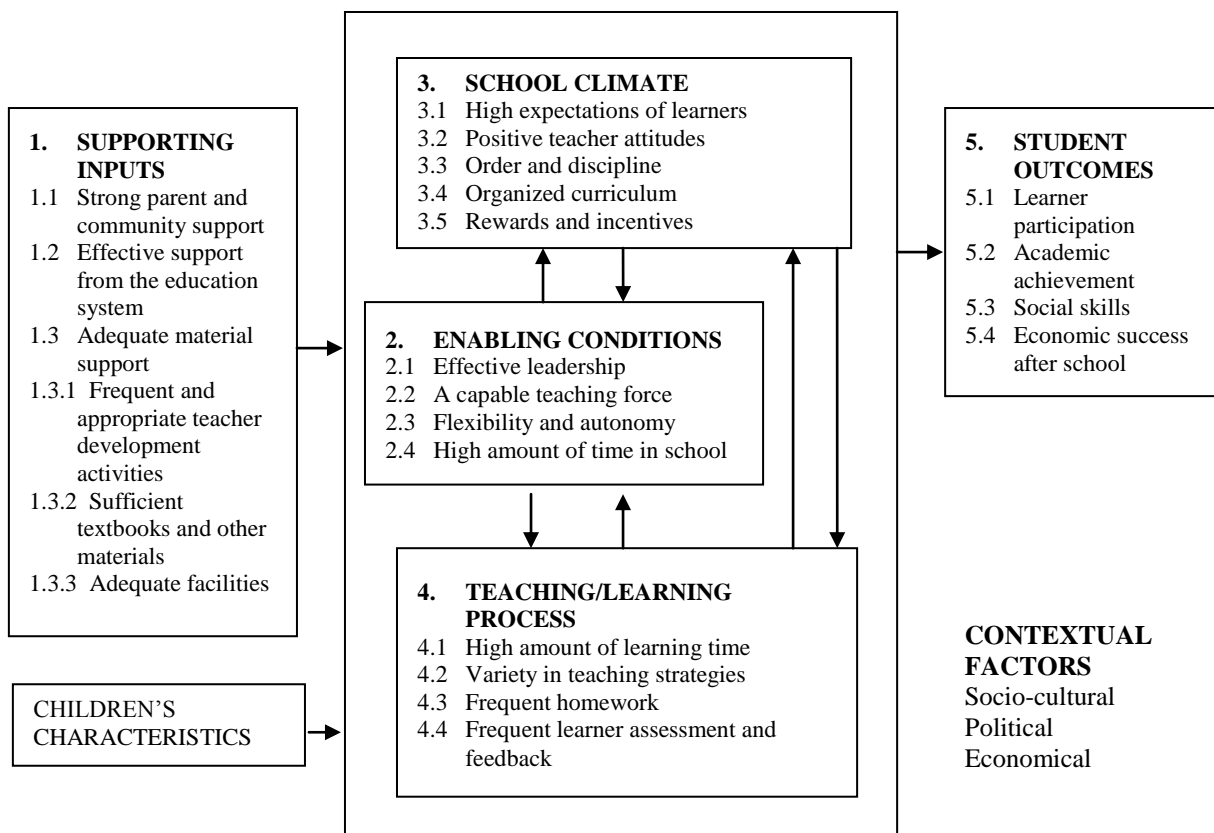 1. SUPPORTING
INPUTS
1.1 Strong parent and
community support
1.2 Effective support
from the education
system
1.3 Adequate material
support
1.3.1 Frequent and
appropriate teacher
development
activities
1.3.2 Sufficient
textbooks and other
materials
1.3.3 Adequate facilities
CHILDREN’S
CHARACTERISTICS
3. SCHOOL CLIMATE
3.1 High expectations of learners
3.2 Positive teacher attitudes
3.3 Order and discipline
3.4 Organized curriculum
3.5 Rewards and incentives
2. ENABLING CONDITIONS
2.1 Effective leadership
2.2 A capable teaching force
2.3 Flexibility and autonomy
2.4 High amount of time in school
4. TEACHING/LEARNING
PROCESS
4.1 High amount of learning time
4.2 Variety in teaching strategies
4.3 Frequent homework
4.4 Frequent learner assessment and
feedback
5. STUDENT
OUTCOMES
5.1 Learner
participation
5.2 Academic
achievement
5.3 Social skills
5.4 Economic success
after school
CONTEXTUAL
FACTORS
Socio-cultural
Political
Economical